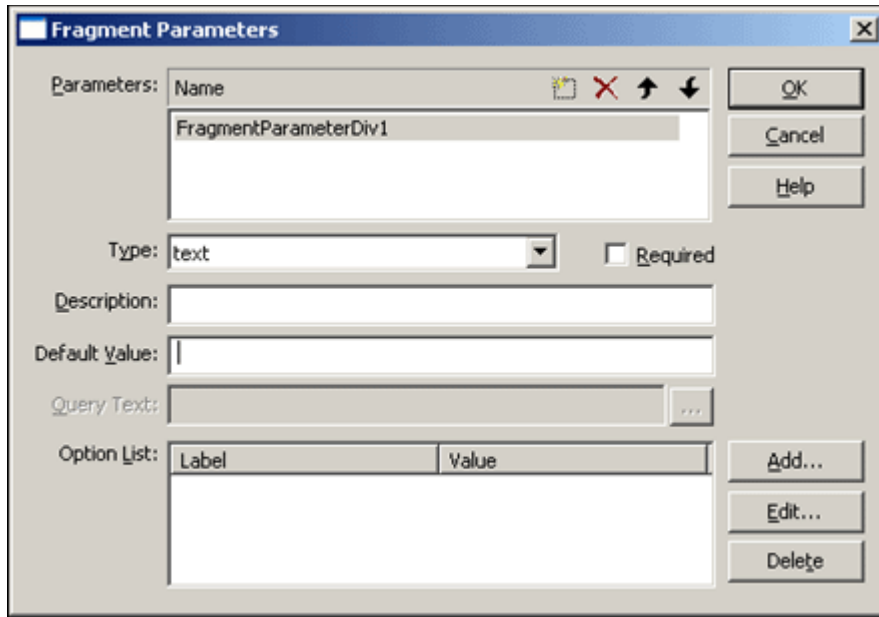 Fragment Parameters
Parameters: Name
OK
FragmentParameterDiv1
Cancel
Help
Type: text Required
Description:
Default Value:
Query Text: ...
Option List: Label Value
Add...
Edit...
Delete